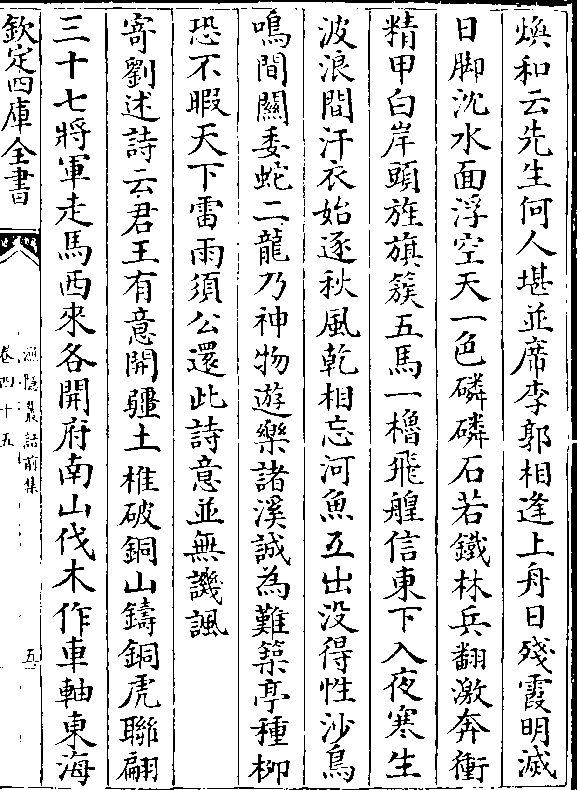 煥和云先生何人堪並席李郭相逢上舟日殘霞明滅
日脚沈水面浮空天一色磷磷石若鐵林兵翻激奔衝
精甲白岸頭旌旗簇五馬一櫓飛艎信東下入夜寒生
波浪間汗衣始逐秋風乾相忘河魚互出没得性沙鳥
鳴間關委蛇二龍乃神物遊樂諸溪誠為難築亭種柳
恐不暇天下雷雨須公還此詩意並無譏諷
寄劉述詩云君王有意開疆土椎破銅山鑄銅虎聯翩
三十七將軍走馬西來各開府南山伐木作車軸東海
欽定四庫全書
漁隱叢話前集
卷四十五
五